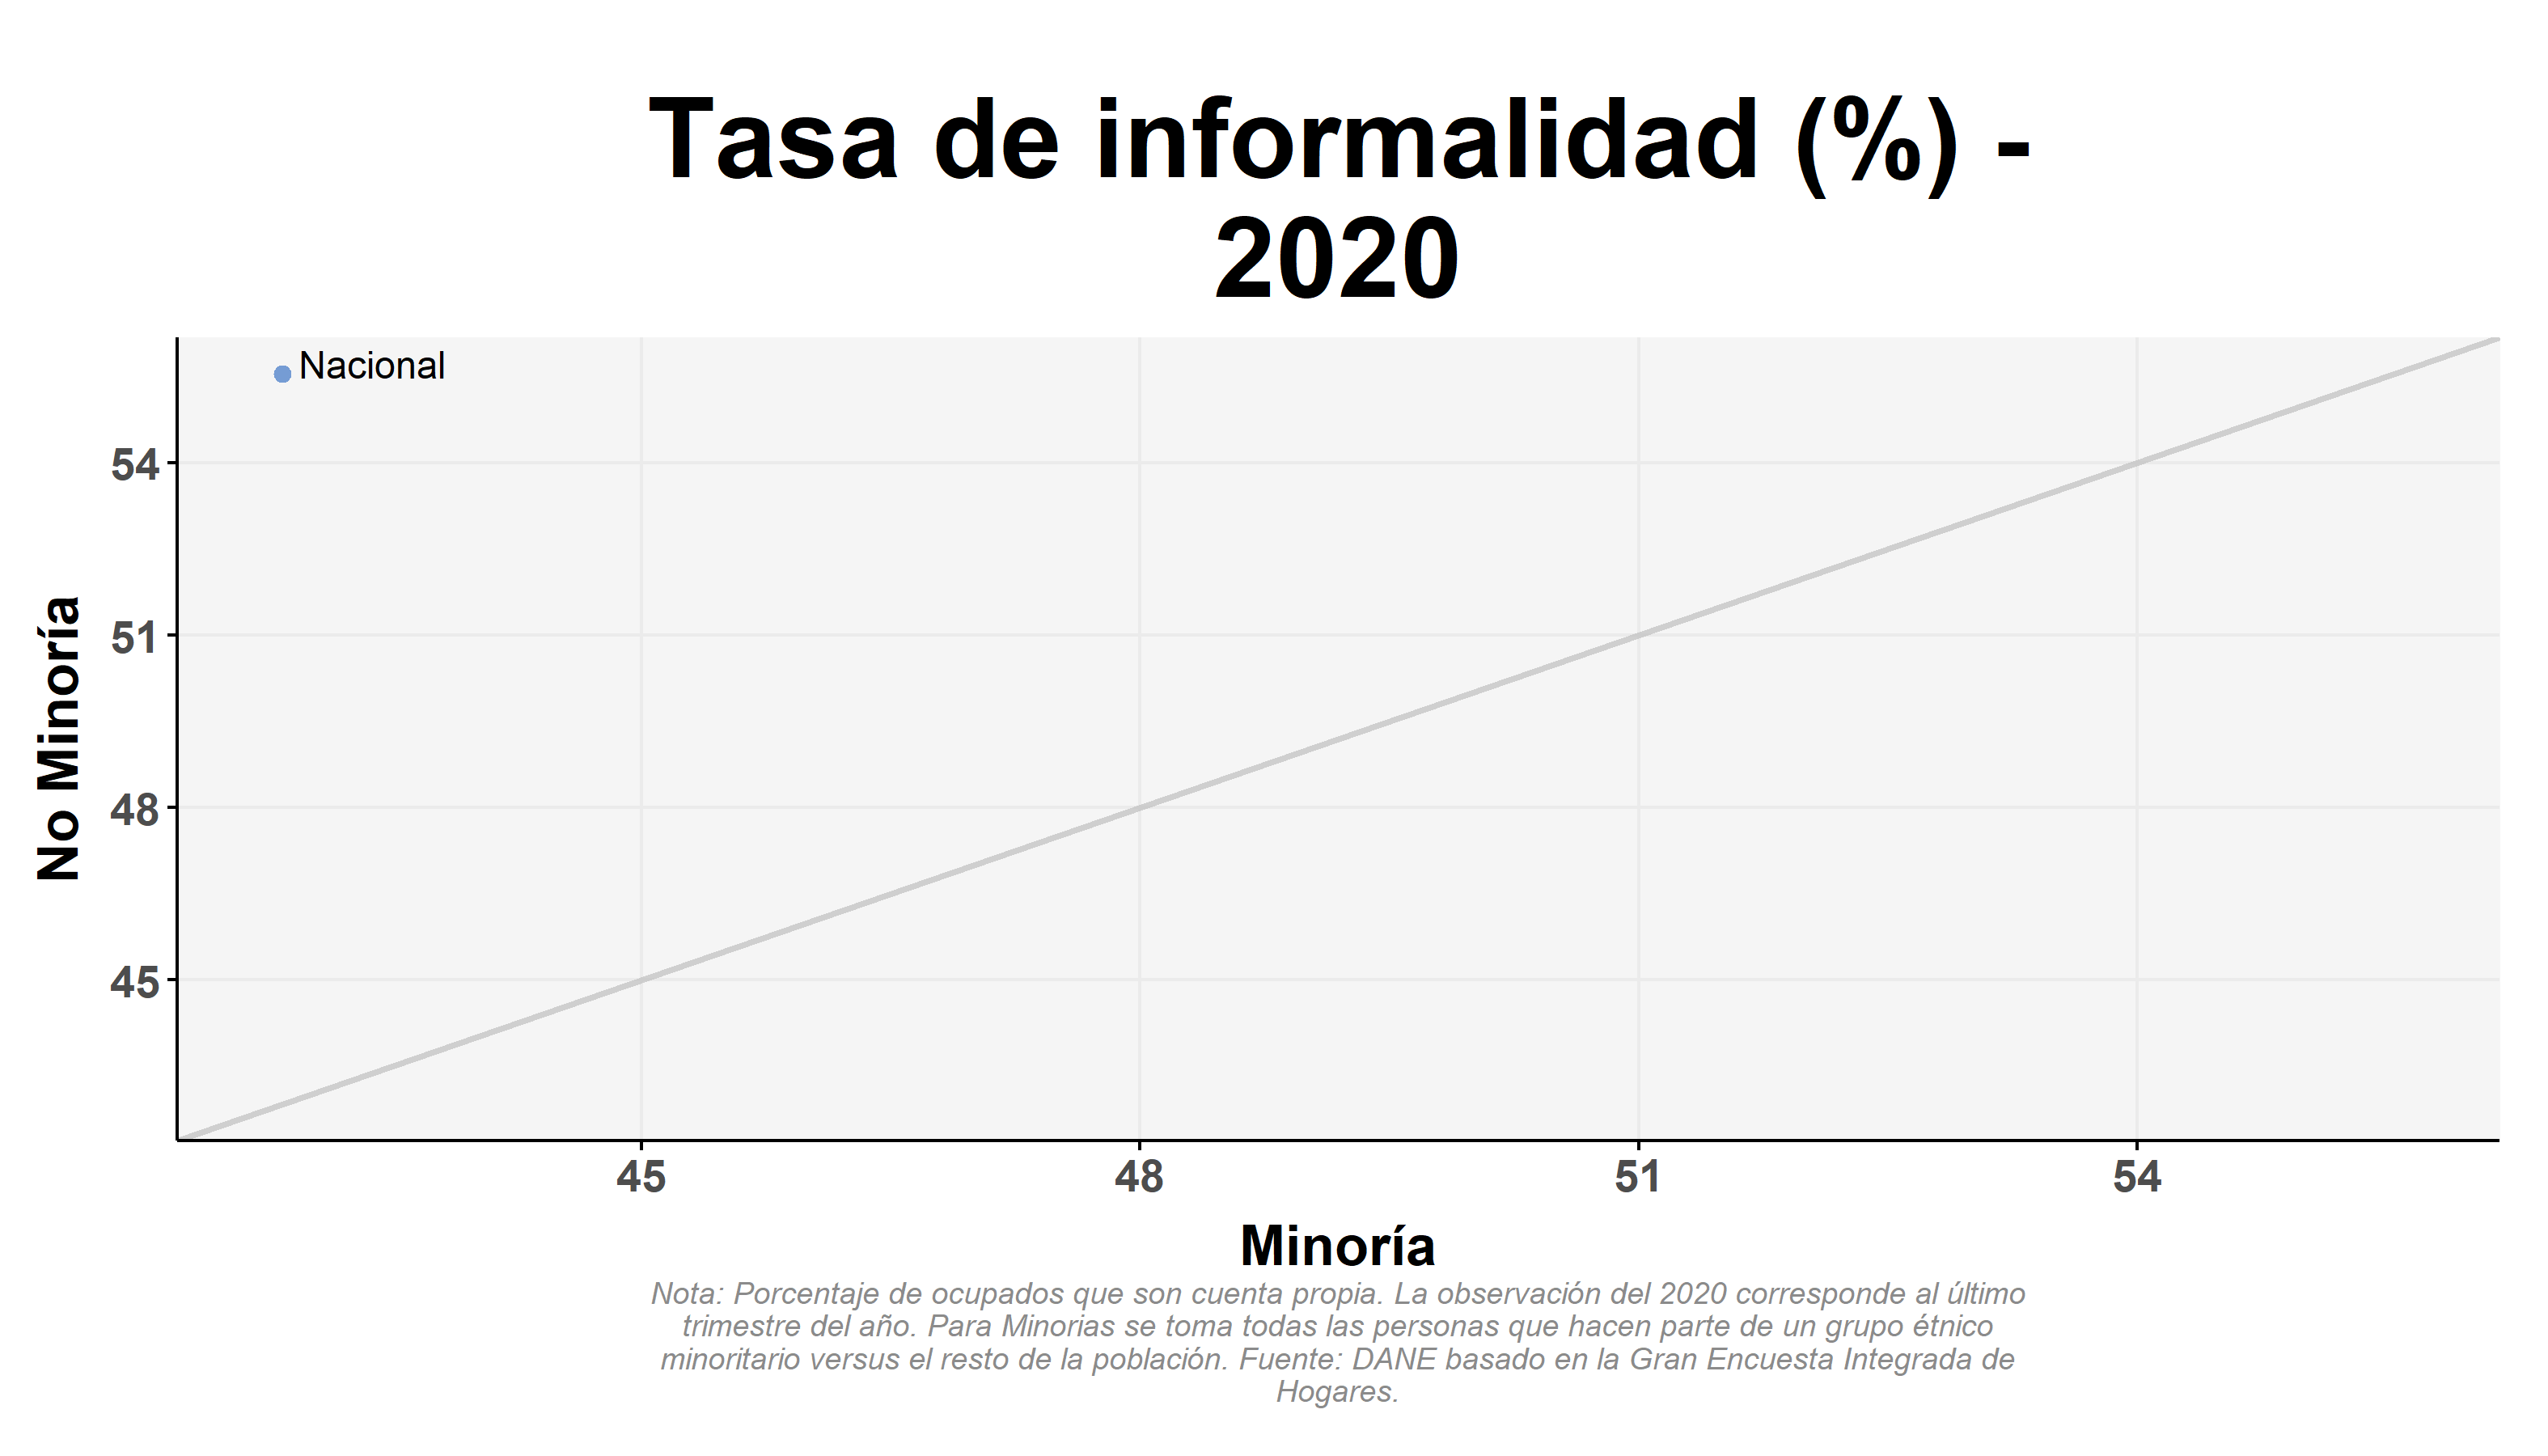 Tasa de informalidad (%) -
2020
Nacional
54
51
48
45
No Minoría
45
48
51
54
Minoría
Nota: Porcentaje de ocupados que son cuenta propia. La observación del 2020 corresponde al último
trimestre del año. Para Minorias se toma todas las personas que hacen parte de un grupo étnico
minoritario versus el resto de la población. Fuente: DANE basado en la Gran Encuesta Integrada de
Hogares.